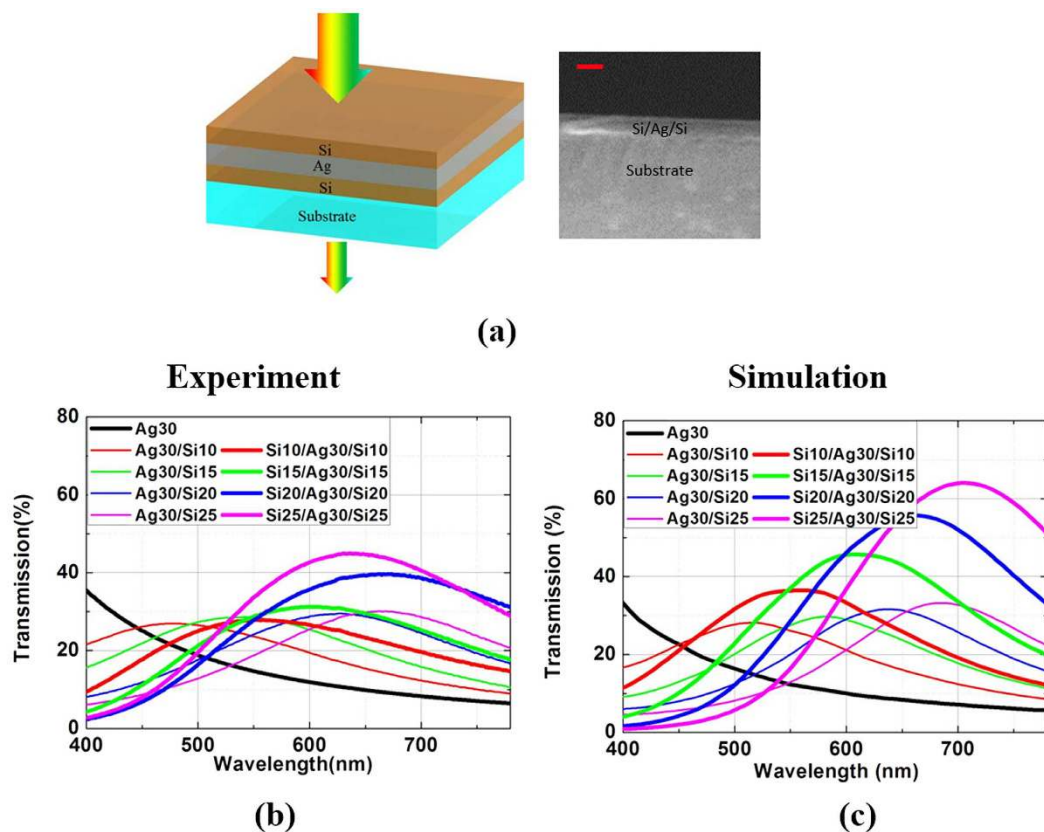 Si
Ag
Si
Substrate
Si/Ag/Si
Substrate
(a)
Experiment
Simulation
80
60
40
20
0
Transmission(%)
Ag30
Ag30/Si10 Si10/Ag30/Si10
Ag30/Si15 Si15/Ag30/Si15
Ag30/Si20 Si20/Ag30/Si20
Ag30/Si25 Si25/Ag30/Si25
400 500 600 700
Wavelength(nm)
(b)
80
60
40
20
0
Transmission (%)
Ag30
Ag30/Si10 Si10/Ag30/Si10
Ag30/Si15 Si15/Ag30/Si15
Ag30/Si20 Si20/Ag30/Si20
Ag30/Si25 Si25/Ag30/Si25
400 500 600 700
Wavelength (nm)
(c)